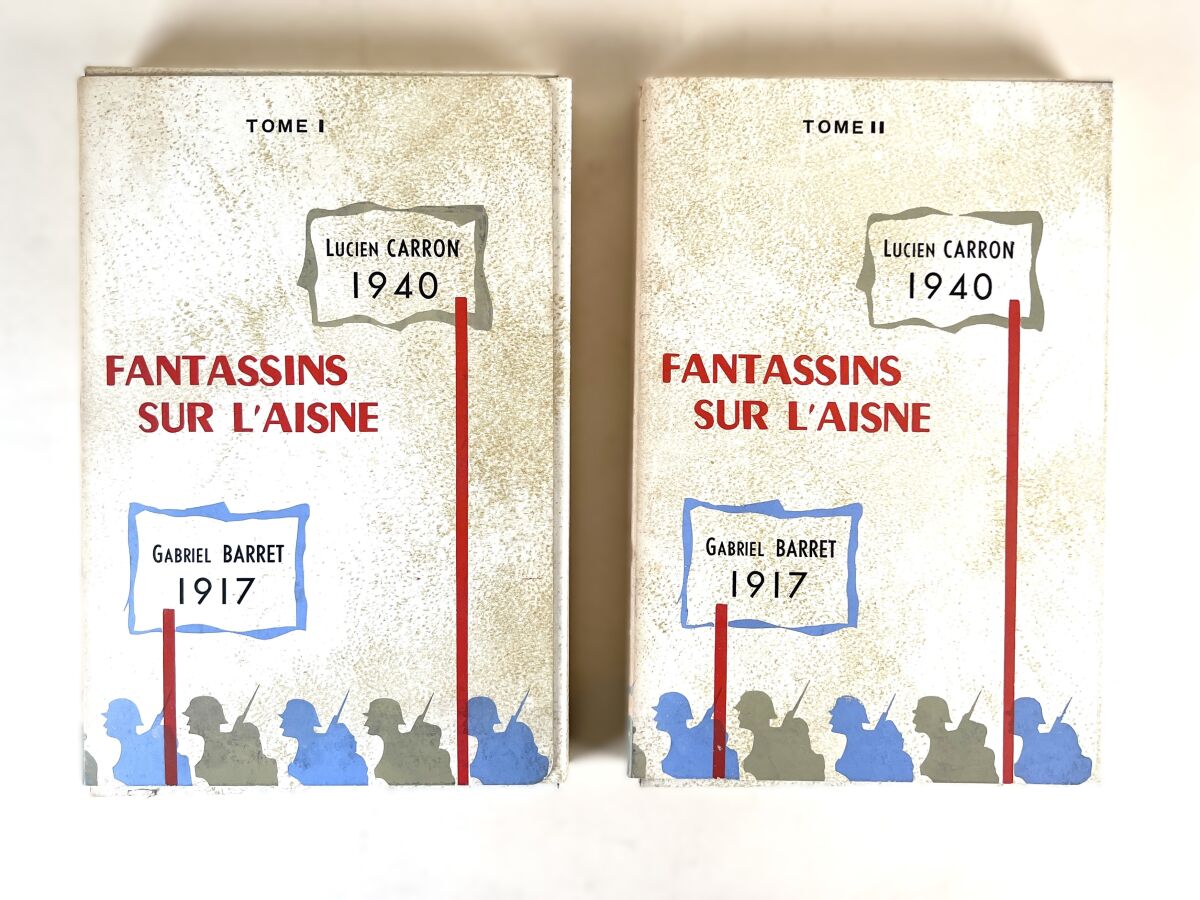 TOME I
LUCIEN CARRON
1940
FANTASSINS
SUR L'AISNE
GABRIEL BARRET
1917
TOME II
LUCIEN CARRON
1940
FANTASSINS
SUR L'AISNE
GABRIEL BARRET
1917